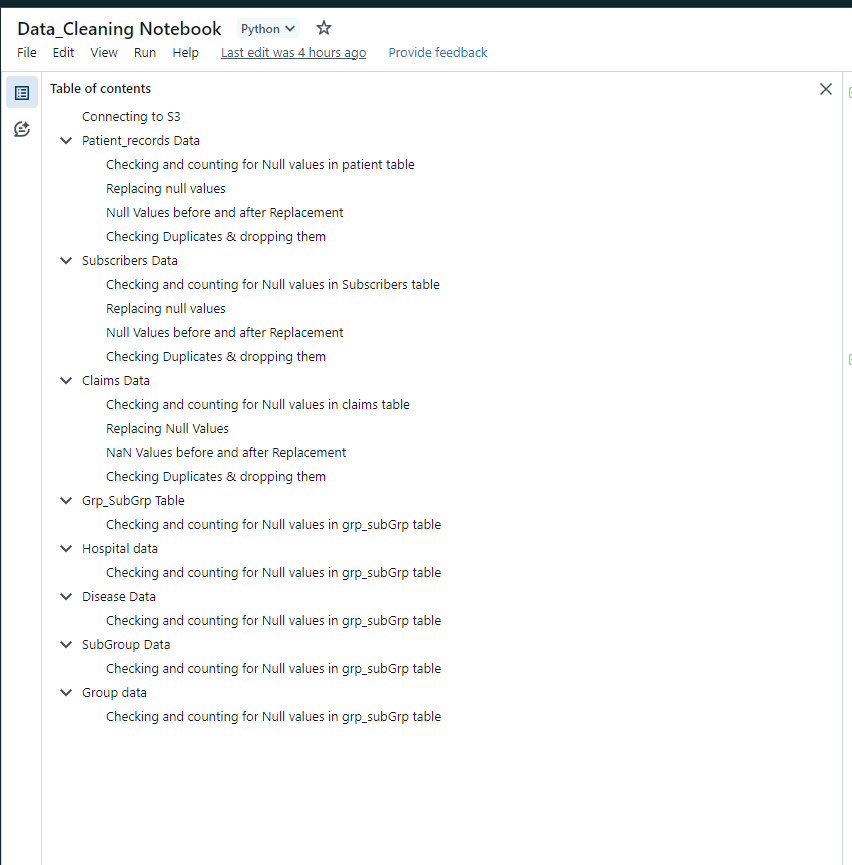 Data_Cleaning Notebook Python
File Edit View Run Help Last edit was 4 hours ago Provide feedback
Table of contents
Connecting to S3
Patient_records Data
Checking and counting for Null values in patient table
Replacing null values
Null Values before and after Replacement
Checking Duplicates & dropping them
Subscribers Data
Checking and counting for Null values in Subscribers table
Replacing null values
Null Values before and after Replacement
Checking Duplicates & dropping them
Claims Data
Checking and counting for Null values in claims table
Replacing Null Values
NaN Values before and after Replacement
Checking Duplicates & dropping them
Grp_SubGrp Table
Checking and counting for Null values in grp_subGrp table
Hospital data
Checking and counting for Null values in grp_subGrp table
Disease Data
Checking and counting for Null values in grp_subGrp table
SubGroup Data
Checking and counting for Null values in grp_subGrp table
Group data
Checking and counting for Null values in grp_subGrp table